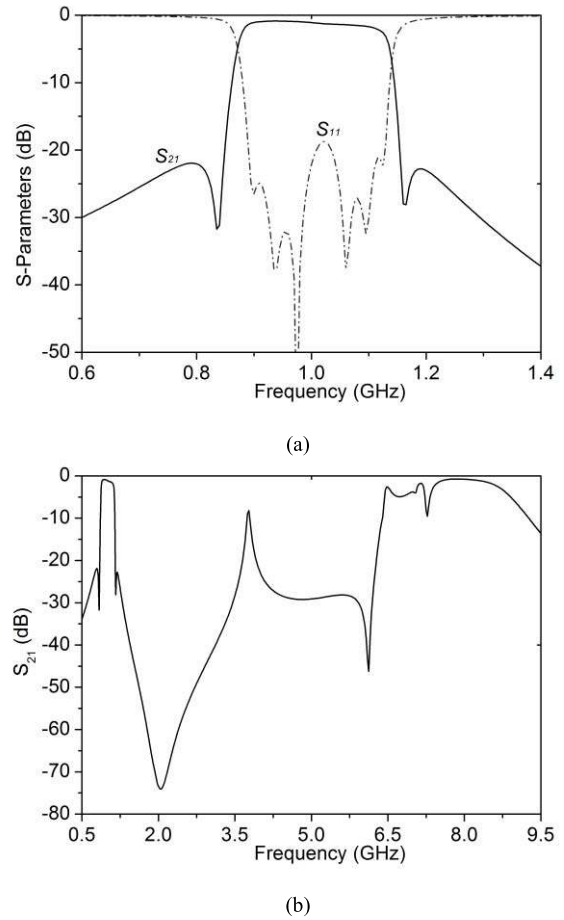 0
-10
-20
-30
-40
-50
S-Parameters (dB)
S21
S11
0.6 0.8 1.0 1.2 1.4
Frequency (GHz)
(a)
0
-10
-20
-30
-40
-50
-60
-70
-80
S21 (dB)
0.5 2.0 3.5 5.0 6.5 8.0 9.5
Frequency (GHz)
(b)